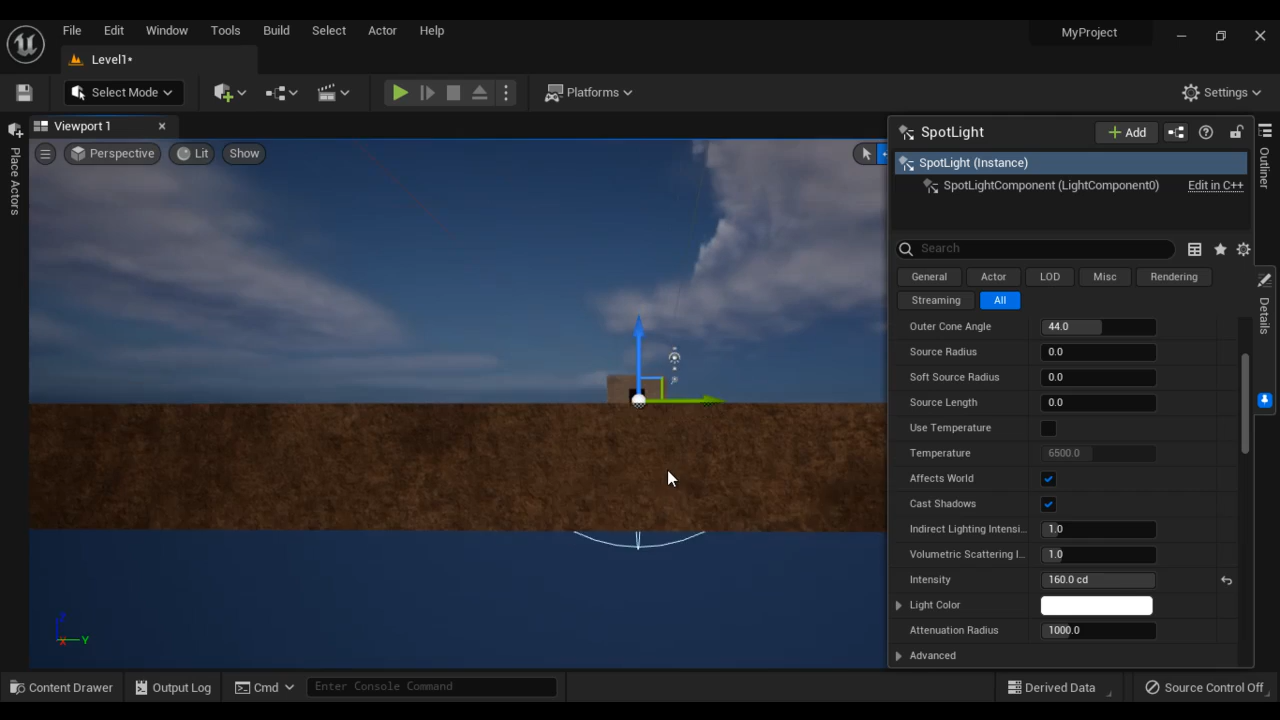 File Edit Window Tools Build Select Actor Help
MyProject
Level1*
Select Mode
Platforms
Settings
Viewport 1
Perspective Lit Show
Place Actors
SpotLight
Add
SpotLight (Instance)
SpotLightComponent (LightComponent0) Edit in C++
Search
General Actor LOD Misc Rendering
Streaming All
Outer Cone Angle 44.0
Source Radius 0.0
Soft Source Radius 0.0
Source Length 0.0
Use Temperature
Temperature 6500.0
Affects World
Cast Shadows
Indirect Lighting Intensi...
1.0
Volumetric Scattering I...
1.0
Intensity 160.0 cd
Light Color
Attenuation Radius 1000.0
Advanced
Outliner
Details
Z
X Y
Content Drawer Output Log Cmd Enter Console Command
Derived Data Source Control Off